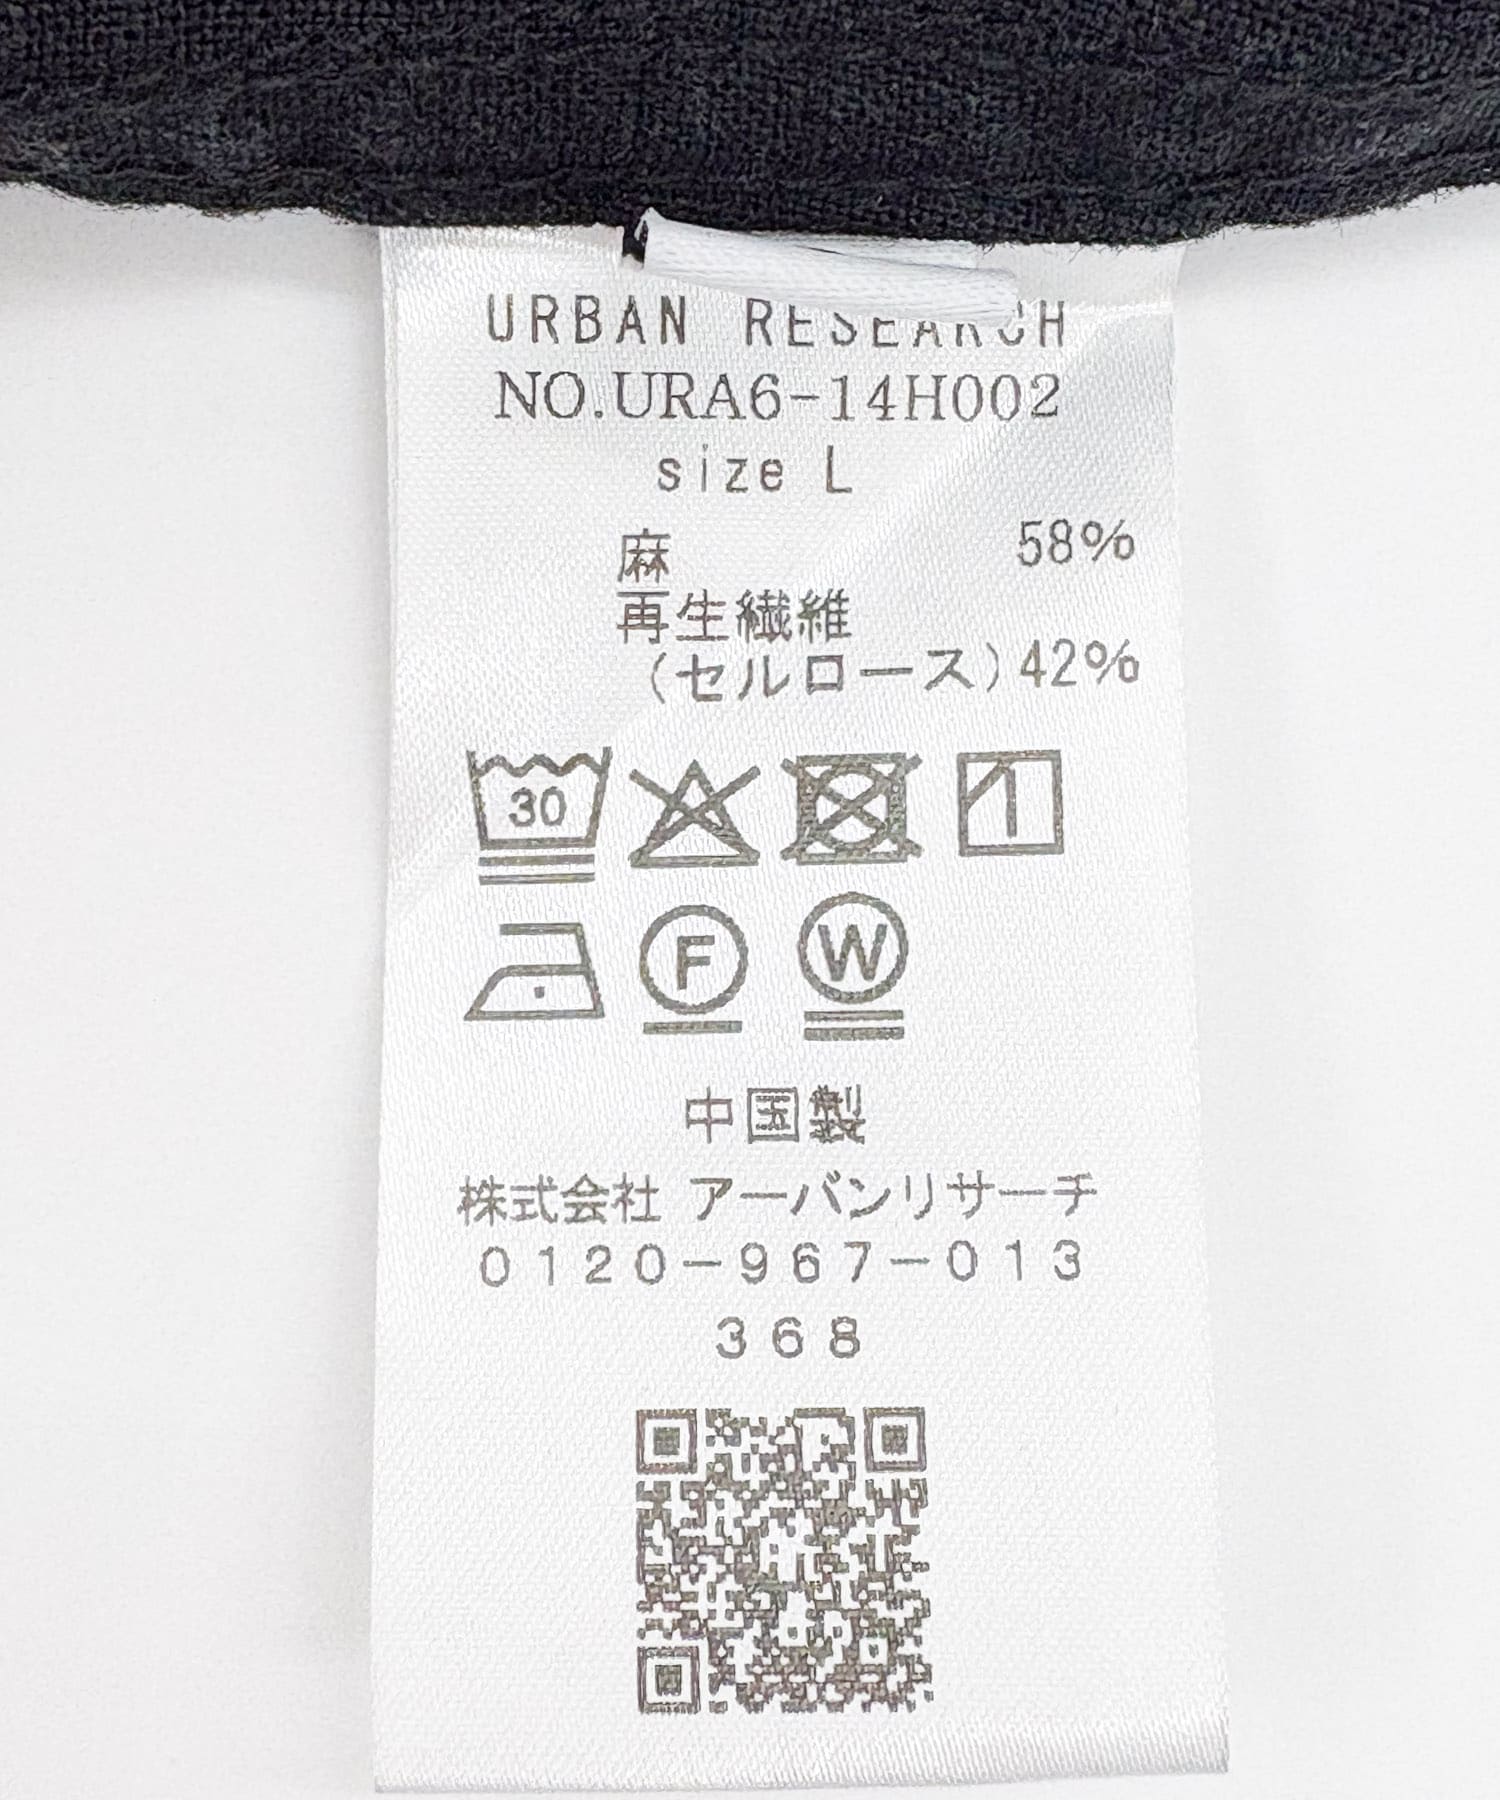 URBAN RESEARCH
NO.URA6-14H002
size L
麻 58%
再生繊維
(セルロース)42%
30
F W
中国製
株式会社 アーバンリサーチ
0120-967-013
368